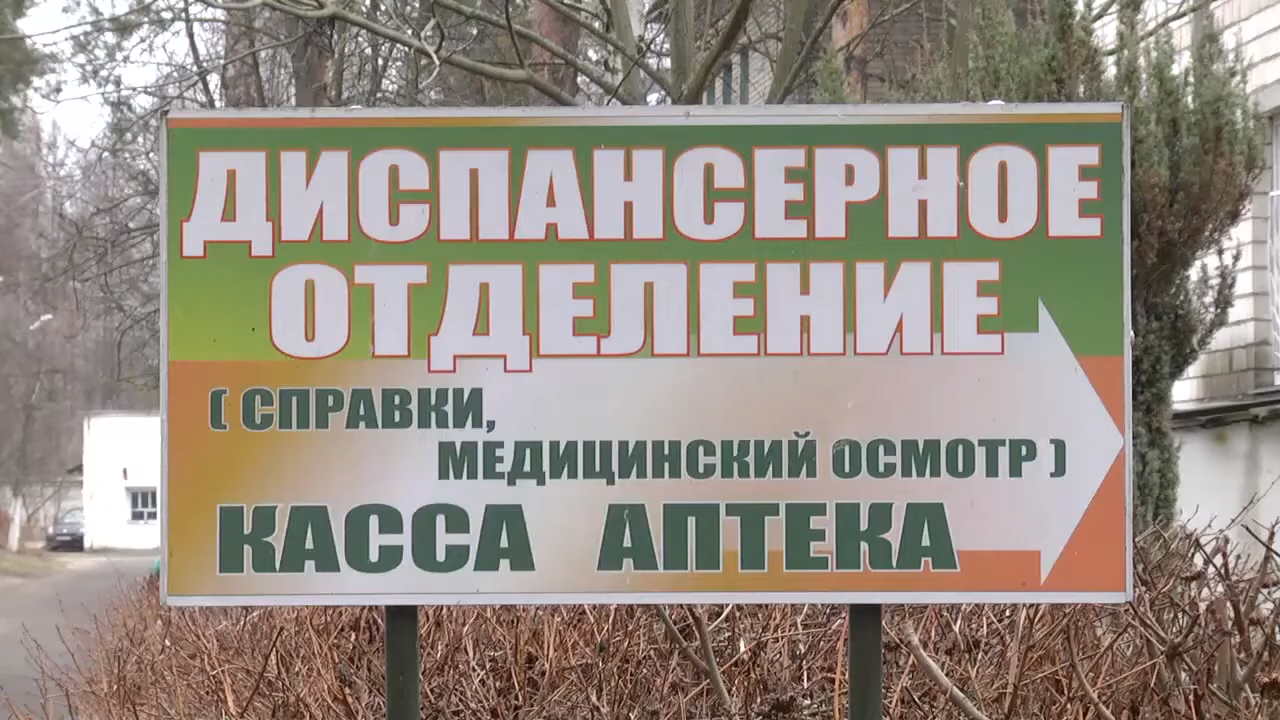 ДИСПАНСЕРНОЕ
ОТДЕЛЕНИЕ
( СПРАВКИ,
МЕДИЦИНСКИЙ ОСМОТР )
КАССА АПТЕКА